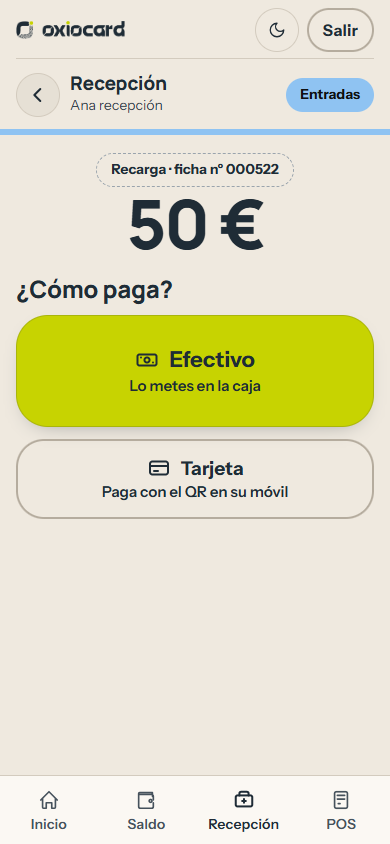 oxiocard
Salir
Recepción
Ana recepción
Entradas
Recarga · ficha nº 000522
50 €
¿Cómo paga?
Efectivo
Lo metes en la caja
Tarjeta
Paga con el QR en su móvil
Inicio
Saldo
Recepción
POS